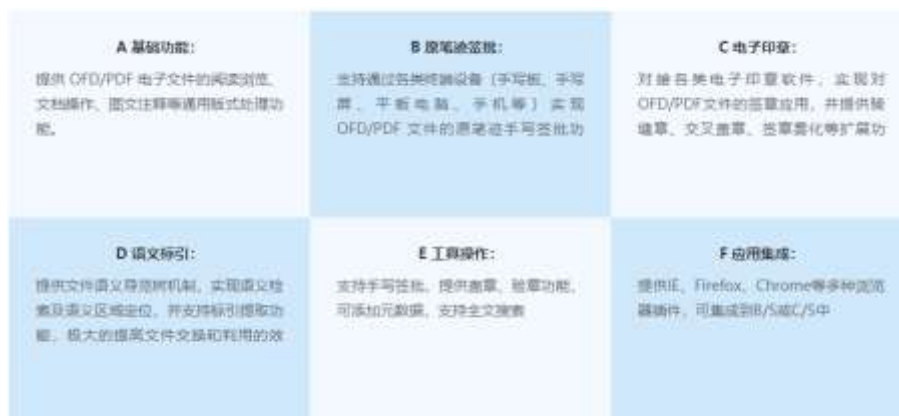 A 基础功能：
提供 OFD/PDF 电子文件的阅读浏览、
文档操作、图文注释等通用版式处理功
能。
B 原笔迹签批：
支持通过各类终端设备（手写板、手写
屏、平板电脑、手机等）实现
OFD/PDF 文件的原笔迹手写签批功
C 电子印章：
对接各类电子印章软件，实现对
OFD/PDF文件的签章应用，并提供骑
缝章、交叉盖章、签章雾化等扩展功
D 语义标引：
提供文件语义导览树机制，实现语义检
索及语义区域定位，并支持标引提取功
能，极大的提高文件交换和利用的效
E 工具操作：
支持手写签批，提供盖章、验章功能，
可添加元数据，支持全文搜索
F 应用集成：
提供IE、Firefox、Chrome等多种浏览
器插件，可集成到B/S或C/S中